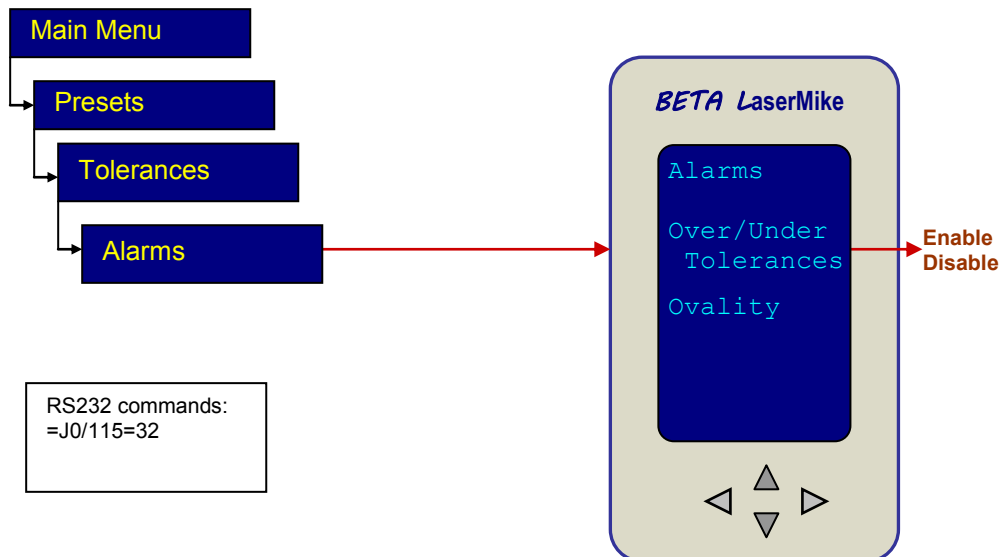 Main Menu
Presets
Tolerances
Alarms
RS232 commands:
=J0/115=32
BETA LaserMike
Alarms
Over/Under
Tolerances
Ovality
Enable
Disable